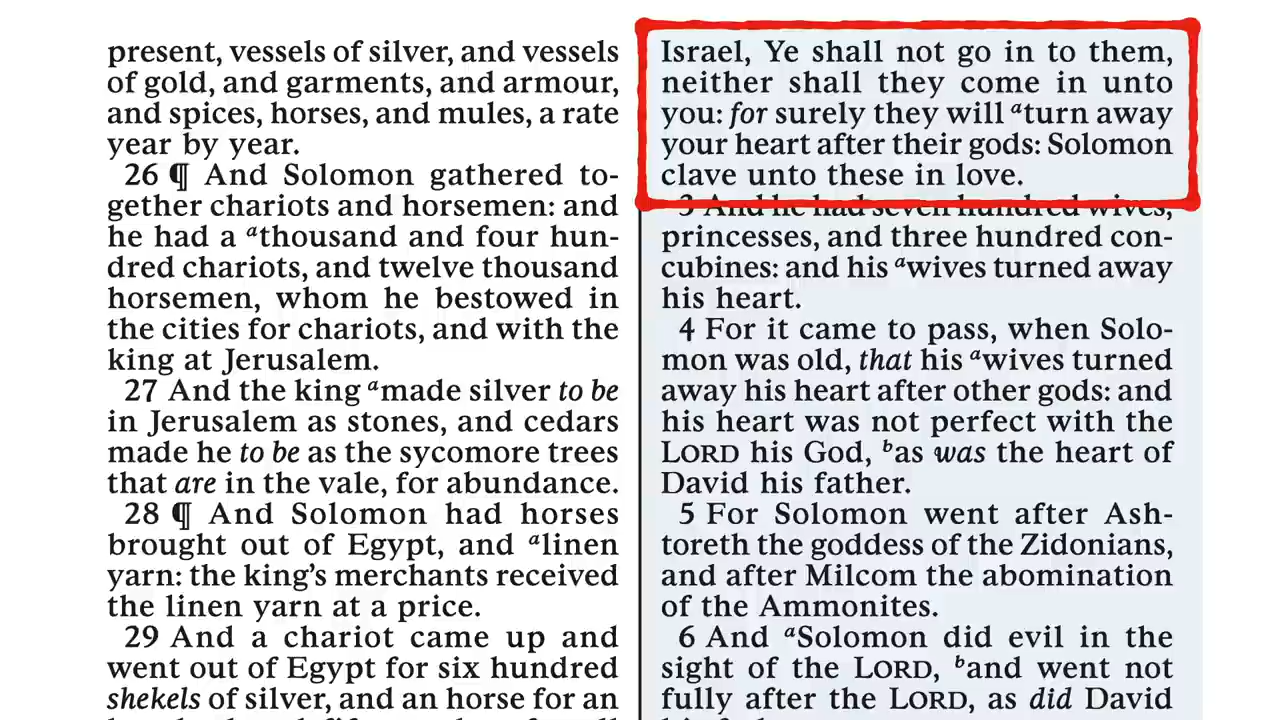 present, vessels of silver, and vessels
of gold, and garments, and armour,
and spices, horses, and mules, a rate
year by year.
26 ¶ And Solomon gathered to-
gether chariots and horsemen: and
he had a ᵃthousand and four hun-
dred chariots, and twelve thousand
horsemen, whom he bestowed in
the cities for chariots, and with the
king at Jerusalem.
27 And the king ᵃmade silver to be
in Jerusalem as stones, and cedars
made he to be as the sycomore trees
that are in the vale, for abundance.
28 ¶ And Solomon had horses
brought out of Egypt, and ᵃlinen
yarn: the king's merchants received
the linen yarn at a price.
29 And a chariot came up and
went out of Egypt for six hundred
shekels of silver, and an horse for an
Israel, Ye shall not go in to them,
neither shall they come in unto
you: for surely they will ᵃturn away
your heart after their gods: Solomon
clave unto these in love.
3 And he had seven hundred wives,
princesses, and three hundred con-
cubines: and his ᵃwives turned away
his heart.
4 For it came to pass, when Solo-
mon was old, that his ᵃwives turned
away his heart after other gods: and
his heart was not perfect with the
LORD his God, ᵇas was the heart of
David his father.
5 For Solomon went after Ash-
toreth the goddess of the Zidonians,
and after Milcom the abomination
of the Ammonites.
6 And ᵃSolomon did evil in the
sight of the LORD, ᵇand went not
fully after the LORD, as did David